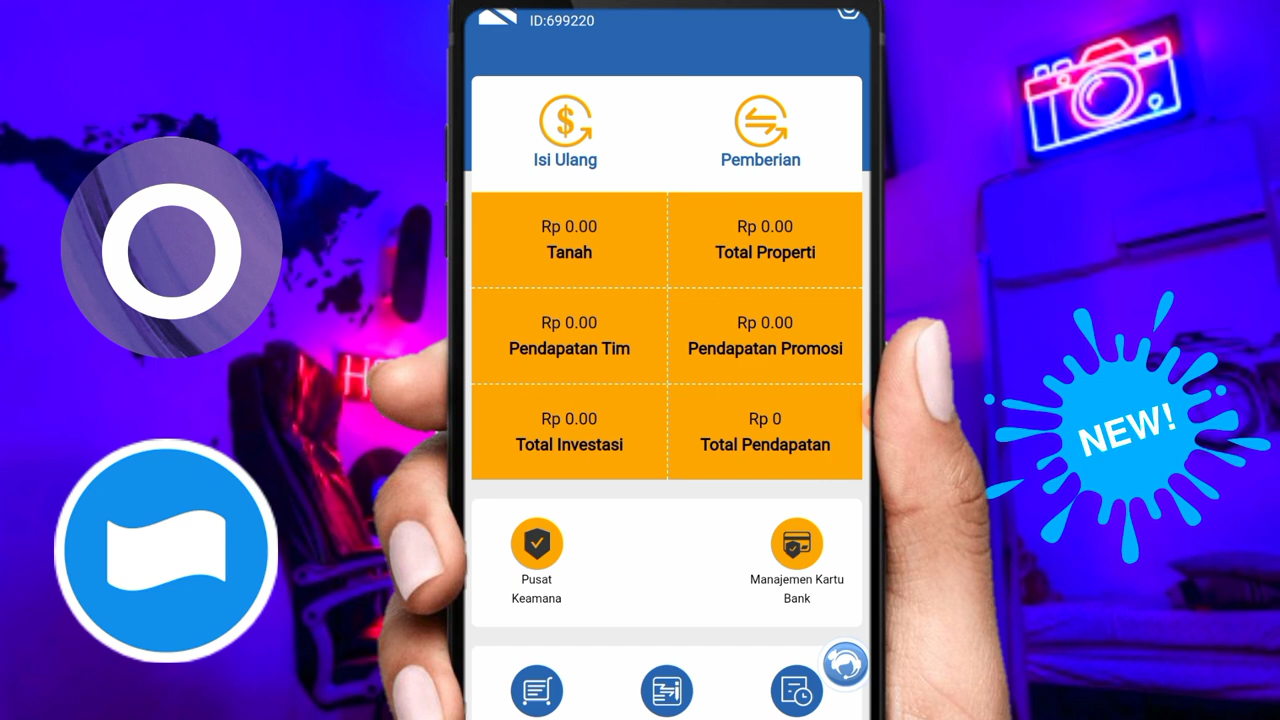 ID:699220
Isi Ulang
Pemberian
Rp 0.00
Tanah
Rp 0.00
Total Properti
Rp 0.00
Pendapatan Tim
Rp 0.00
Pendapatan Promosi
Rp 0.00
Total Investasi
Rp 0
Total Pendapatan
Pusat
Keamana
Manajemen Kartu
Bank
NEW!